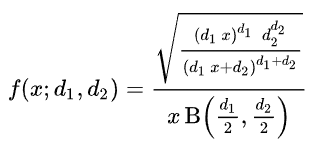 f(x; d₁, d₂) = √( (d₁ x)^{d₁} d₂^{d₂} / (d₁ x+d₂)^{d₁+d₂} ) / ( x B( d₁/2 , d₂/2 ) )